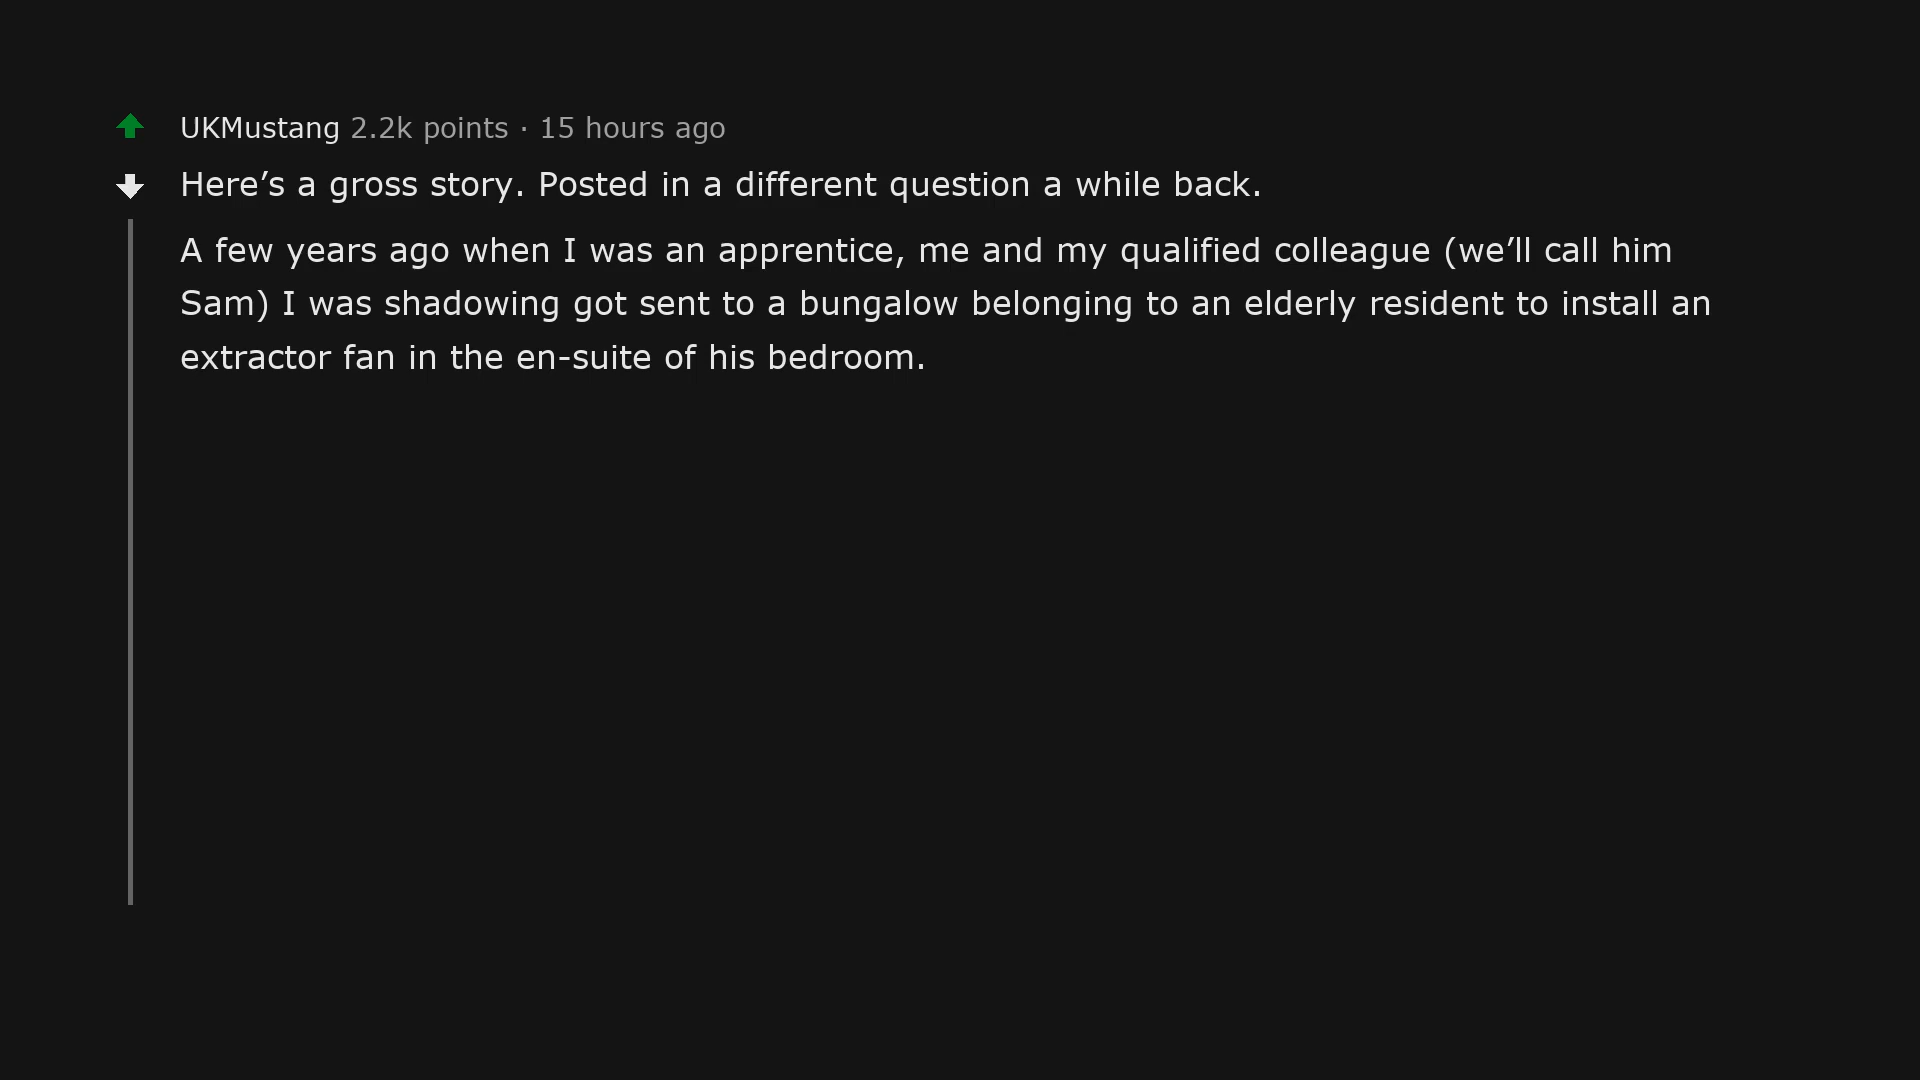 UKMustang 2.2k points · 15 hours ago
Here’s a gross story. Posted in a different question a while back.
A few years ago when I was an apprentice, me and my qualified colleague (we’ll call him
Sam) I was shadowing got sent to a bungalow belonging to an elderly resident to install an
extractor fan in the en-suite of his bedroom.